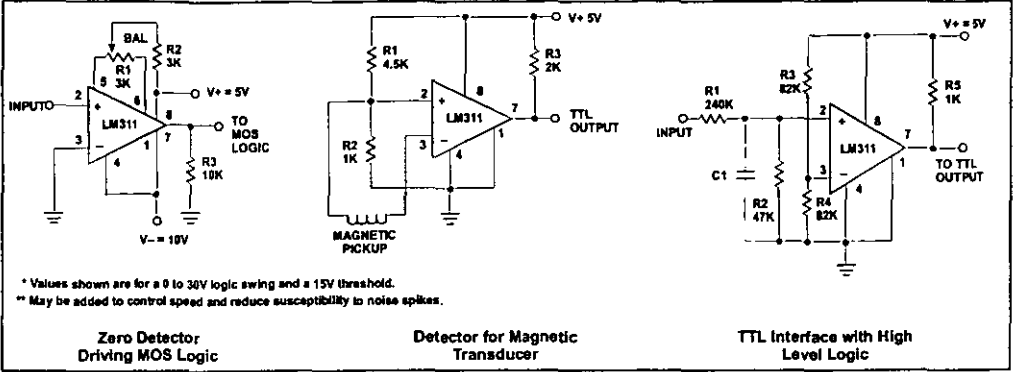 BAL
R2
3K
R1
3K
5
6
V+ = 5V
INPUT
2
+
LM311
8
7
TO
MOS
LOGIC
3
−
4
1
R3
10K
V− = 10V
V+ 5V
R1
4.5K
R3
2K
2
+
8
LM311
7
TTL
OUTPUT
R2
1K
3
−
4
1
MAGNETIC
PICKUP
V+ = 5V
R3
82K
R5
1K
R1
240K
INPUT
2
+
8
LM311
7
1
TO TTL
OUTPUT
C1
3
−
4
R2
47K
R4
82K
* Values shown are for a 0 to 30V logic swing and a 15V threshold.
** May be added to control speed and reduce susceptibility to noise spikes.
Zero Detector
Driving MOS Logic
Detector for Magnetic
Transducer
TTL Interface with High
Level Logic